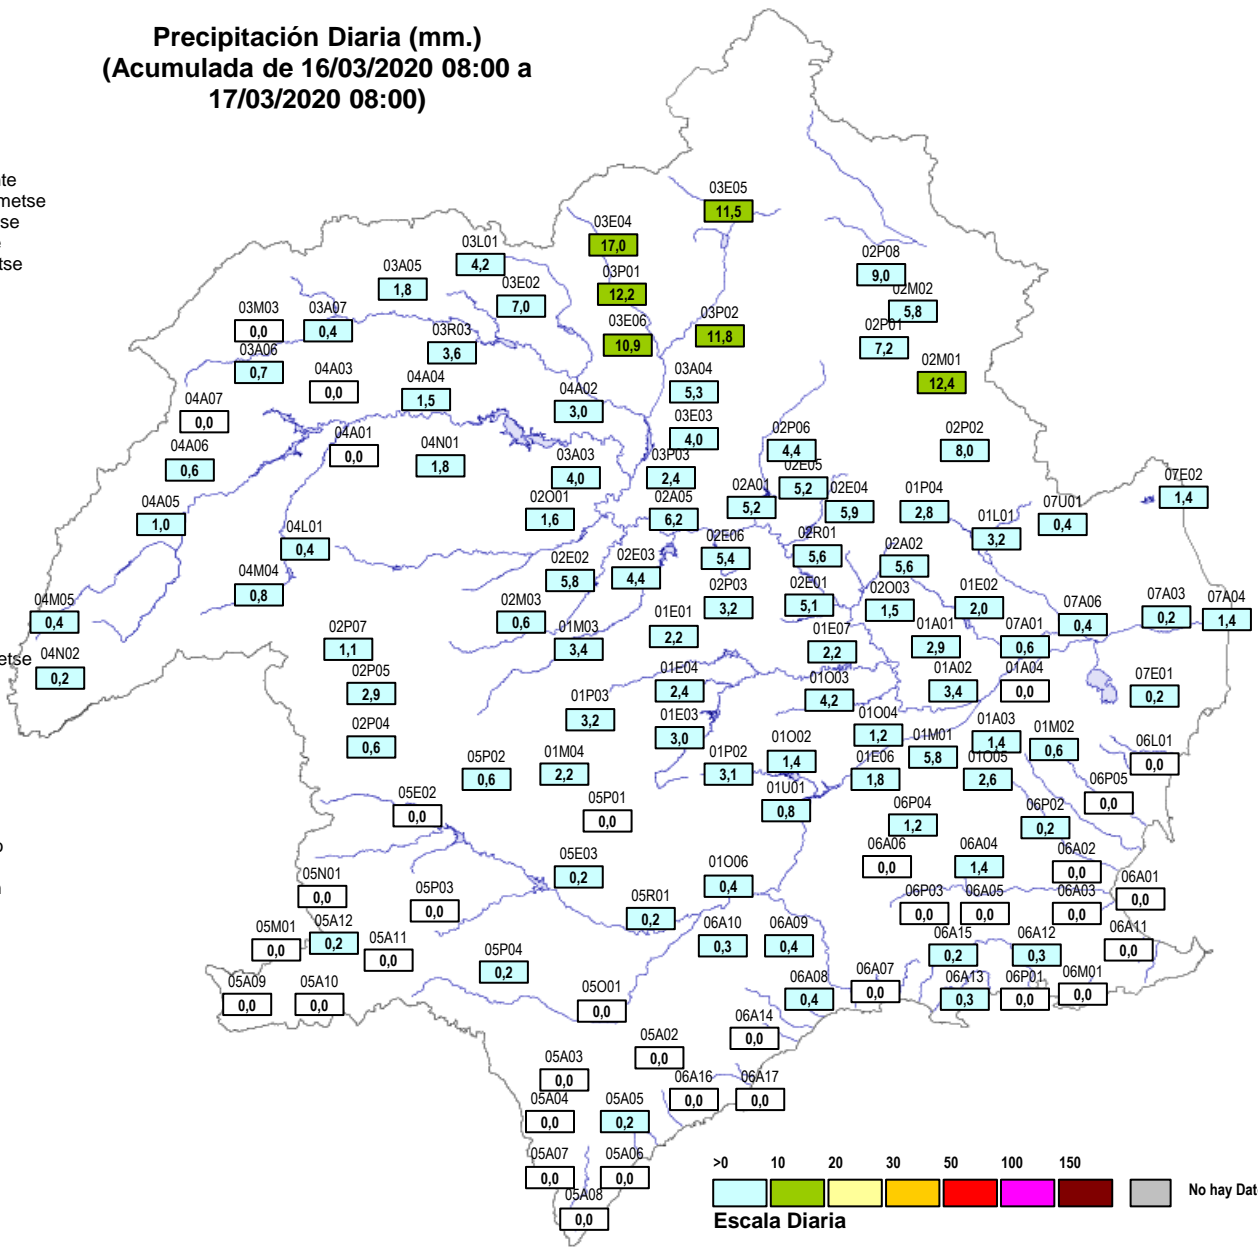 Precipitación Diaria (mm.)
(Acumulada de 16/03/2020 08:00 a
17/03/2020 08:00)
metse
se
tse
etse
03E05
11,5
03E04
17,0
03L01
4,2
03A05
1,8
03E02
7,0
03P01
12,2
02P08
9,0
02M02
5,8
03M03
0,0
03A07
0,4
03R03
3,6
03E06
10,9
03P02
11,8
02P01
7,2
03A06
0,7
04A03
0,0
04A04
1,5
04A02
3,0
03A04
5,3
02M01
12,4
04A07
0,0
03E03
4,0
04A06
0,6
04A01
0,0
04N01
1,8
03A03
4,0
03P03
2,4
02P06
4,4
02P02
8,0
02E05
5,2
04A05
1,0
02O01
1,6
02A05
6,2
02A01
5,2
02E04
5,9
01P04
2,8
07E02
1,4
07U01
0,4
01L01
3,2
04L01
0,4
02E06
5,4
02R01
5,6
02A02
5,6
02E02
5,8
02E03
4,4
04M04
0,8
02P03
3,2
02E01
5,1
02O03
1,5
01E02
2,0
07A03
0,2
07A04
1,4
04M05
0,4
02M03
0,6
01E01
2,2
07A06
0,4
02P07
1,1
01M03
3,4
01E07
2,2
01A01
2,9
07A01
0,6
04N02
0,2
02P05
2,9
01E04
2,4
01O03
4,2
01A02
3,4
01A04
0,0
07E01
0,2
01P03
3,2
02P04
0,6
01E03
3,0
01O04
1,2
01A03
1,4
01M02
0,6
01O02
1,4
01M01
5,8
06L01
0,0
05P02
0,6
01M04
2,2
01P02
3,1
01E06
1,8
01O05
2,6
06P05
0,0
05E02
0,0
05P01
0,0
01U01
0,8
06P04
1,2
06P02
0,2
05E03
0,2
01O06
0,4
06A06
0,0
06A04
1,4
06A02
0,0
05N01
0,0
05P03
0,0
05R01
0,2
06P03
0,0
06A05
0,0
06A03
0,0
06A01
0,0
05M01
0,0
05A12
0,2
05A11
0,0
06A10
0,3
06A09
0,4
06A15
0,2
06A12
0,3
06A11
0,0
05P04
0,2
05A09
0,0
05A10
0,0
05O01
0,0
06A08
0,4
06A07
0,0
06A13
0,3
06P01
0,0
06M01
0,0
06A14
0,0
05A02
0,0
05A03
0,0
06A16
0,0
06A17
0,0
05A04
0,0
05A05
0,2
05A07
0,0
05A06
0,0
05A08
0,0
>0 10 20 30 50 100 150
No hay Dat
Escala Diaria